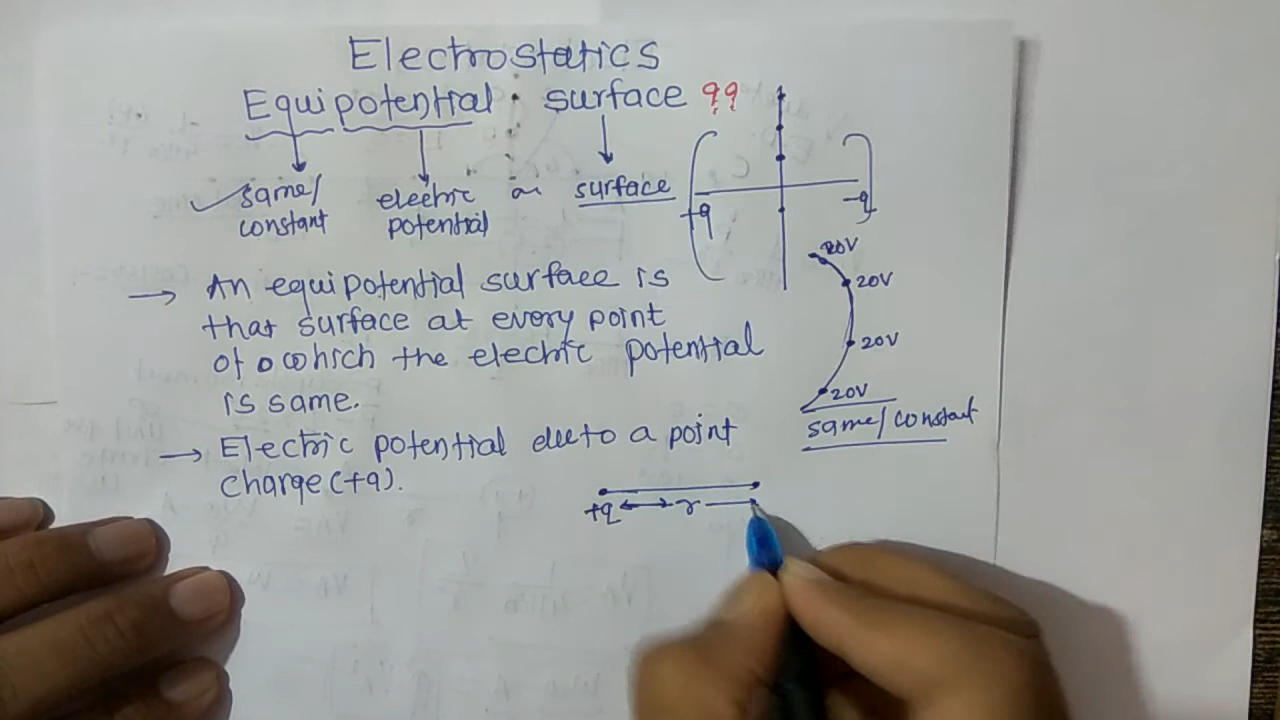 Electrostatics
Equipotential surface ??
same/ constant
electric potential
on
surface
+q
-q
→ An equipotential surface is
that surface at every point
of which the electric potential
is same.
20V
20V
20V
20V
same/constant
→ Electric potential due to a point
charge (+q).
+q
r